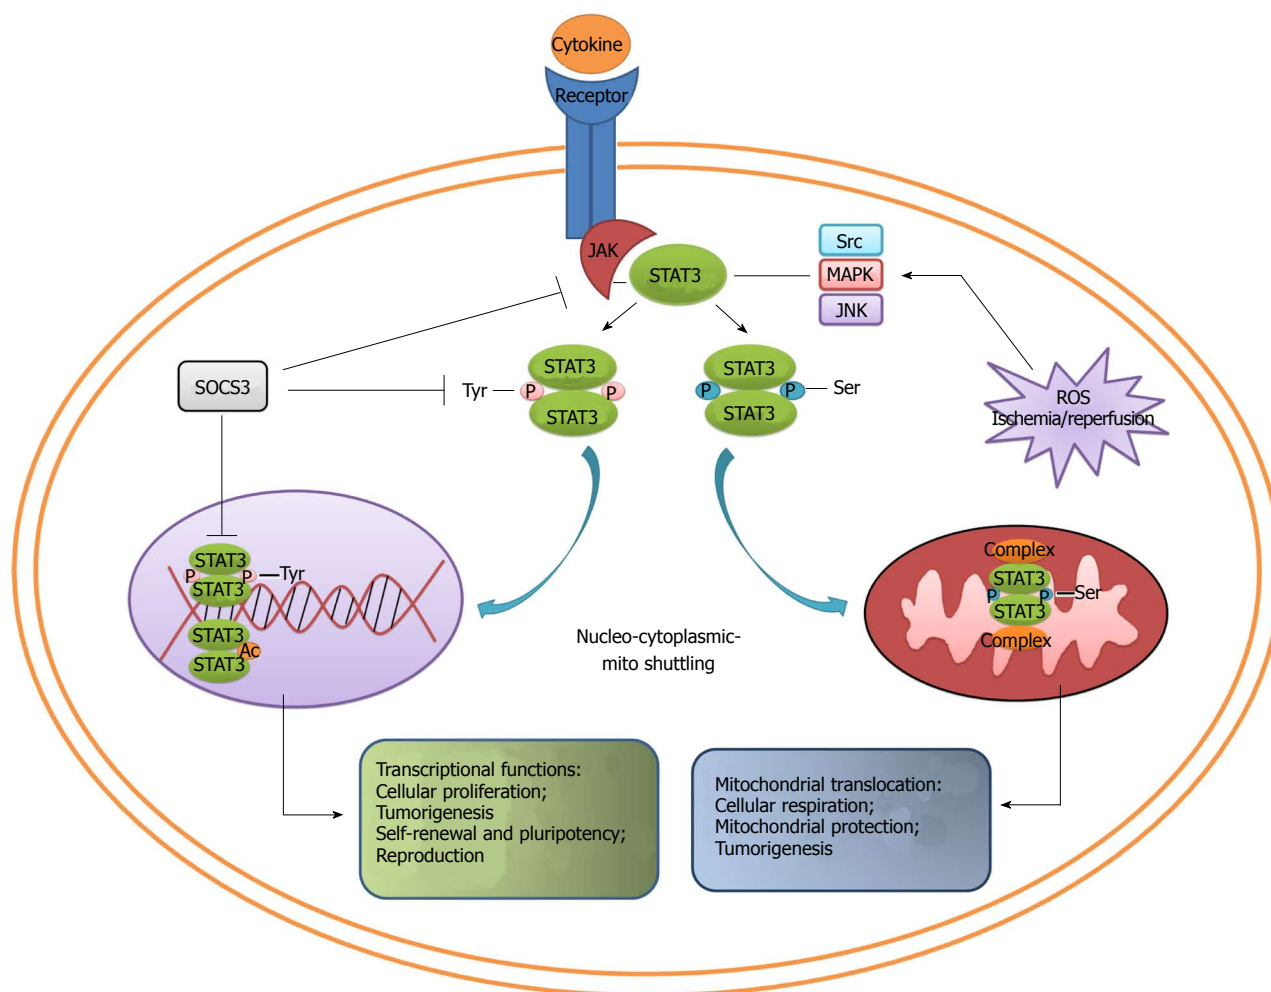 Cytokine
Receptor
JAK
STAT3
Src
MAPK
JNK
SOCS3
Tyr
STAT3
P
P
STAT3
STAT3
P
P
STAT3
Ser
ROS
Ischemia/reperfusion
STAT3
P
P
Tyr
STAT3
STAT3
Ac
STAT3
Complex
STAT3
P
P
Ser
STAT3
Complex
Nucleo-cytoplasmic-
mito shuttling
Transcriptional functions:
Cellular proliferation;
Tumorigenesis
Self-renewal and pluripotency;
Reproduction
Mitochondrial translocation:
Cellular respiration;
Mitochondrial protection;
Tumorigenesis